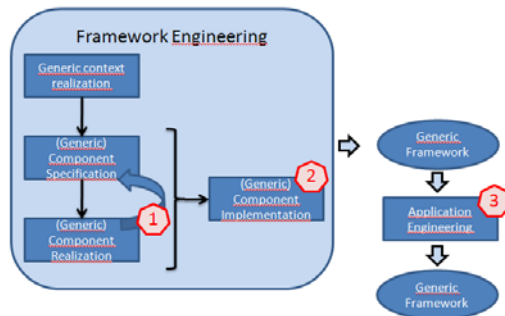 Framework Engineering
Generic context
realization
(Generic)
Component
Specification
1
(Generic)
Component
Realization
2
(Generic)
Component
Implementation
Generic
Framework
3
Application
Engineering
Generic
Framework